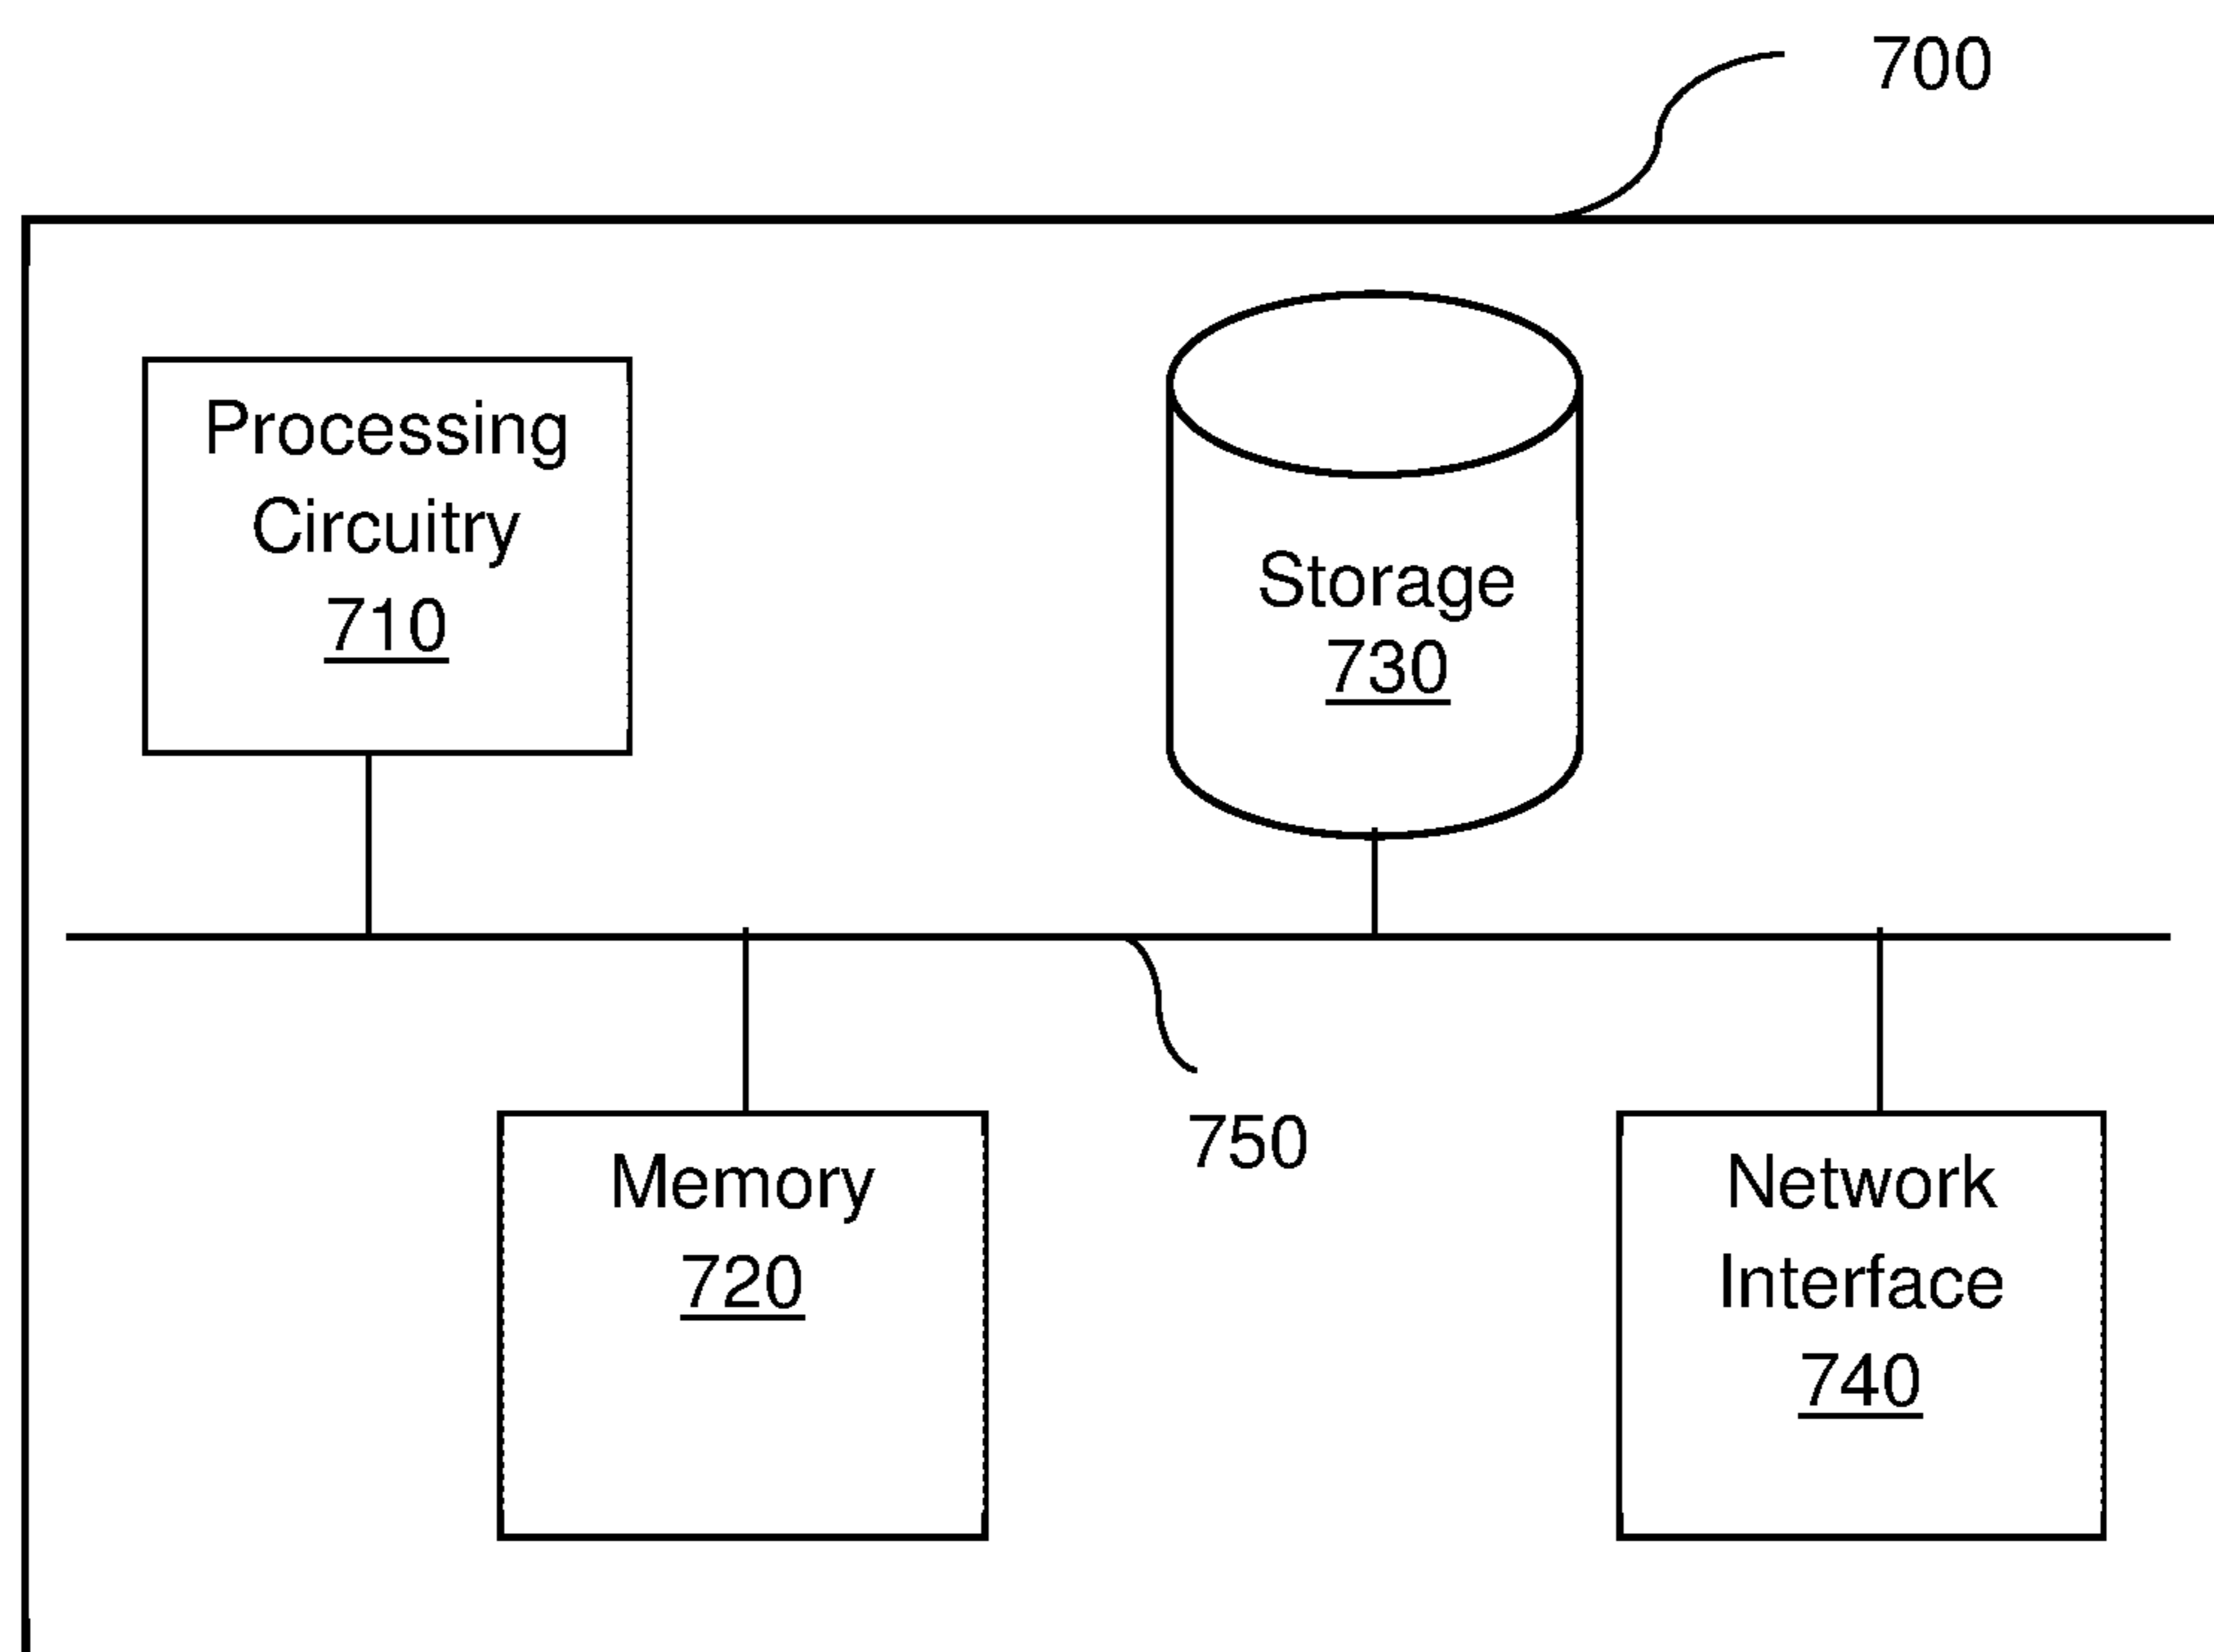 700
Processing
Circuitry
710
Storage
730
750
Memory
720
Network
Interface
740